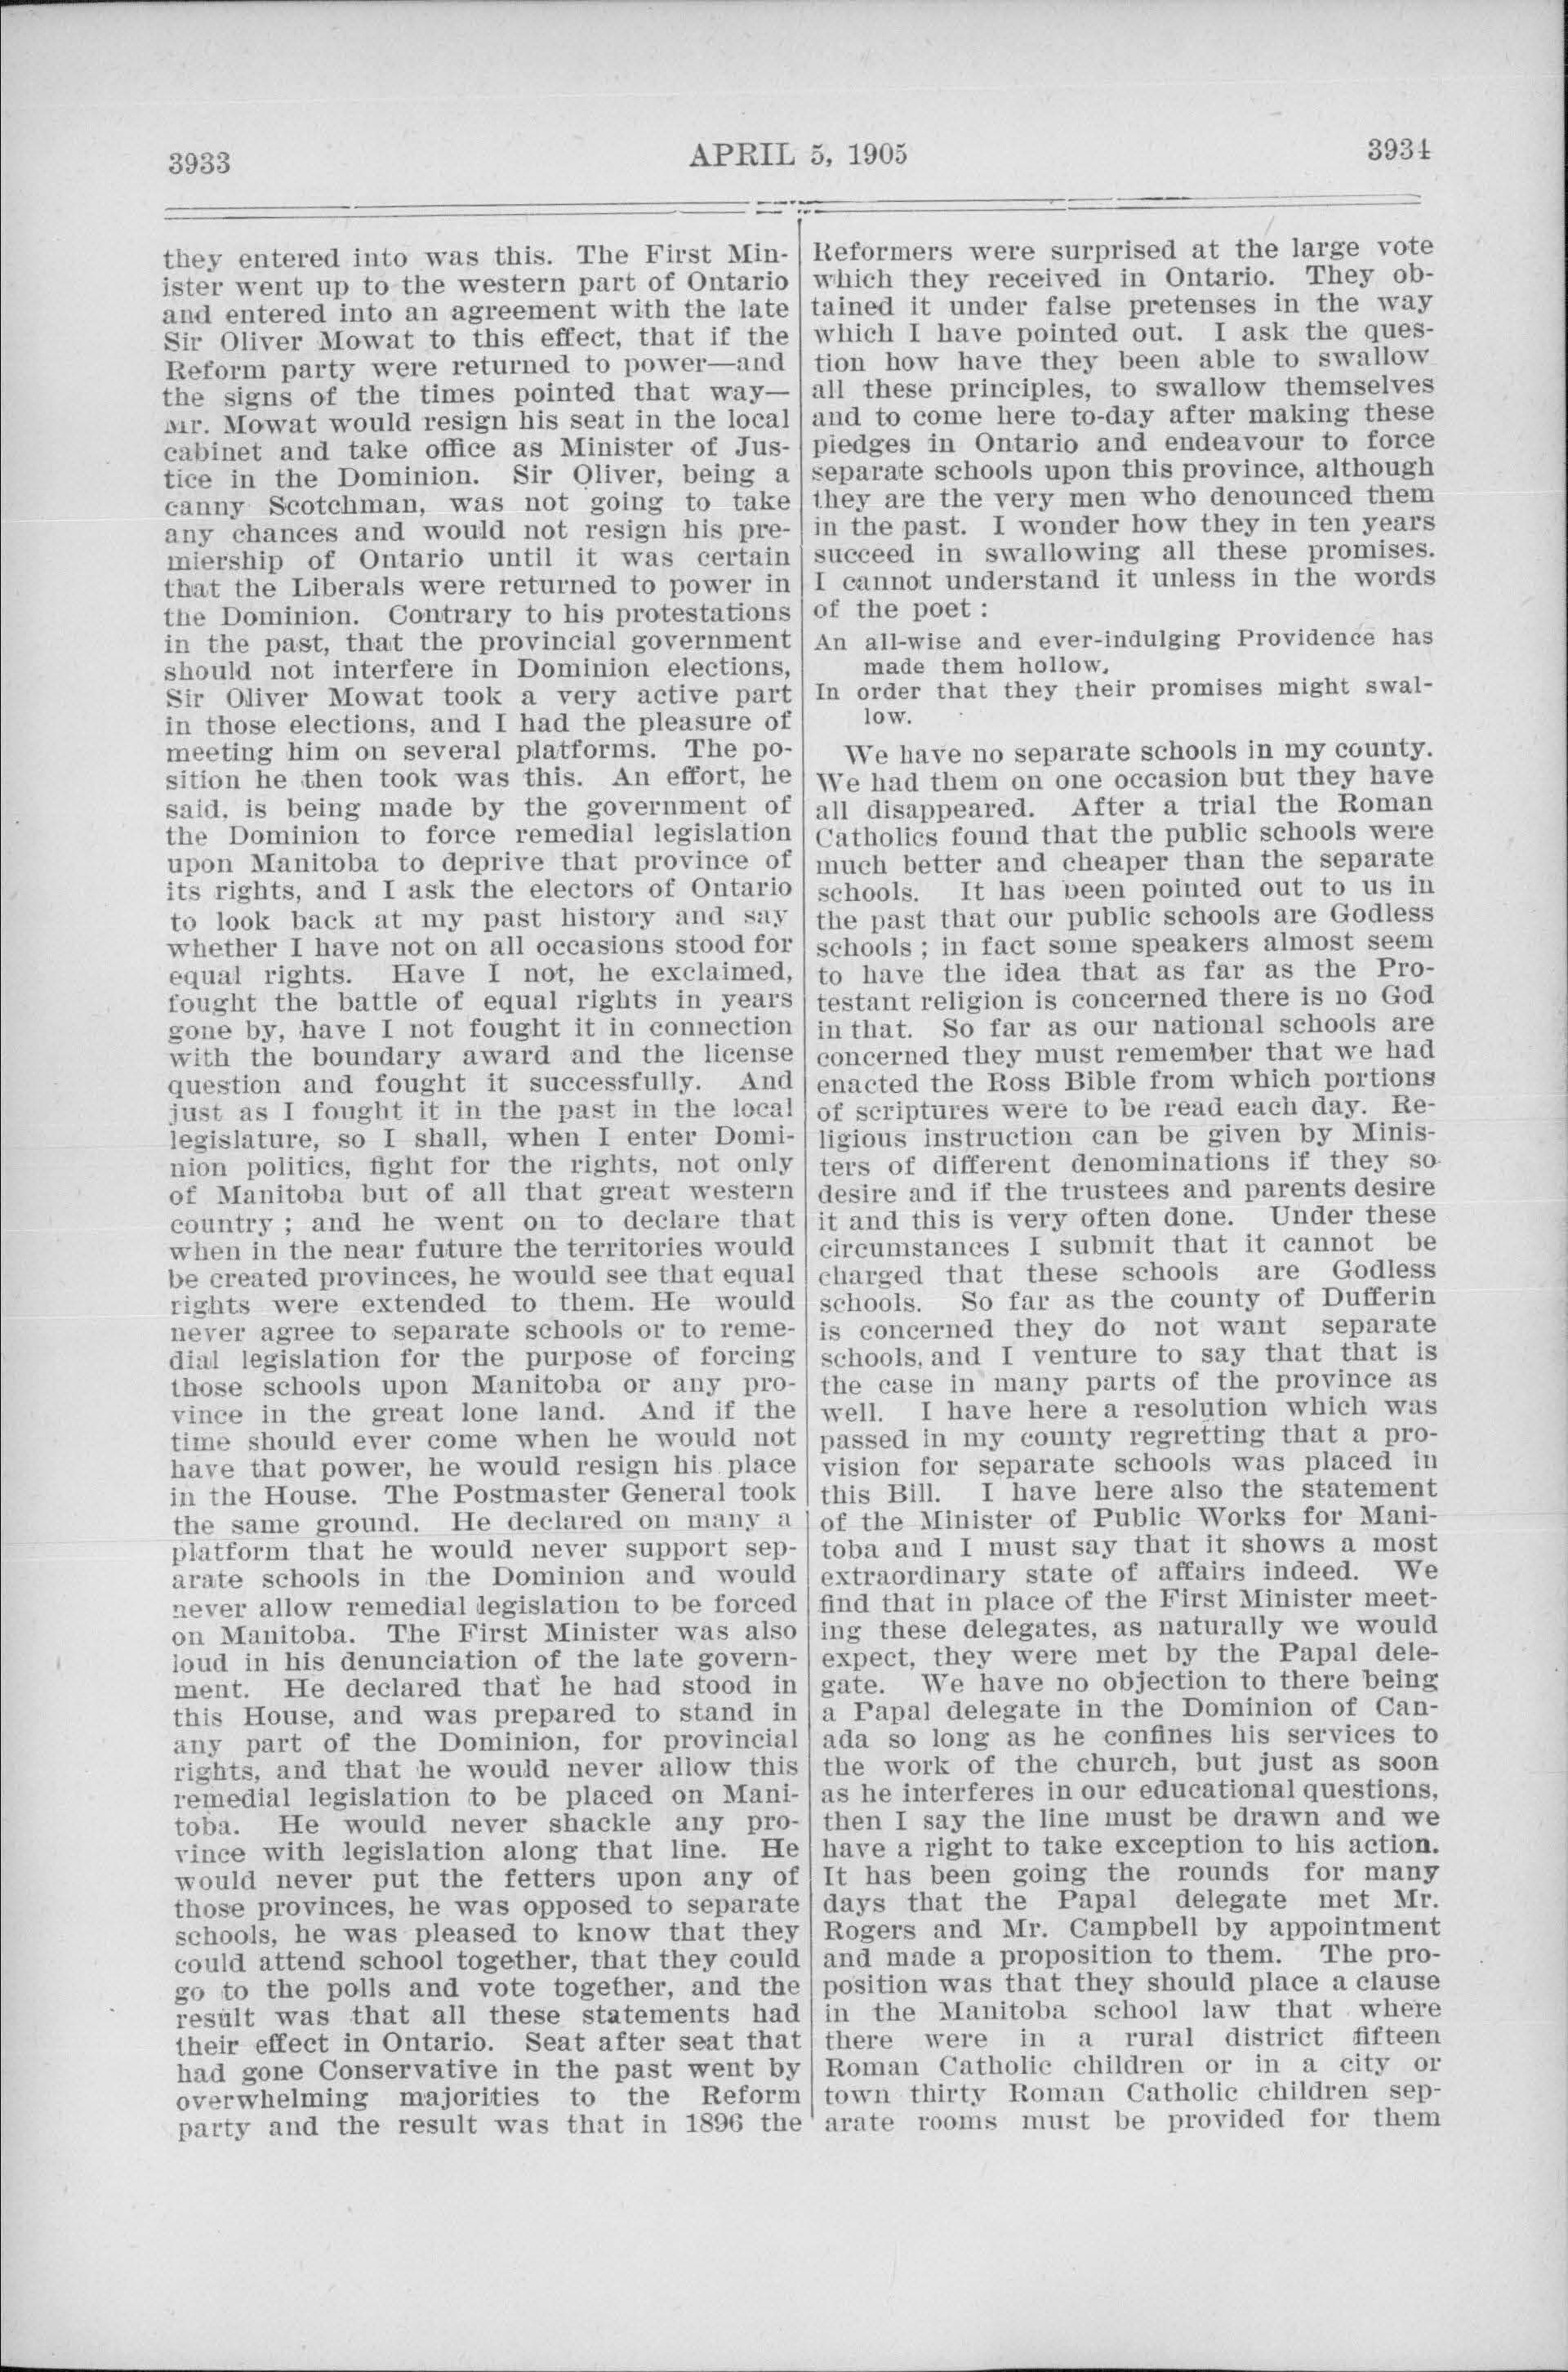 3933
APRIL 5, 1905
3934
they entered into was this. The First Min-
ister went up to the western part of Ontario
and entered into an agreement with the late
Sir Oliver Mowat to this effect, that if the
Reform party were returned to power—and
the signs of the times pointed that way—
Mr. Mowat would resign his seat in the local
cabinet and take office as Minister of Jus-
tice in the Dominion. Sir Oliver, being a
canny Scotchman, was not going to take
any chances and would not resign his pre-
miership of Ontario until it was certain
that the Liberals were returned to power in
the Dominion. Contrary to his protestations
in the past, that the provincial government
should not interfere in Dominion elections,
Sir Oliver Mowat took a very active part
in those elections, and I had the pleasure of
meeting him on several platforms. The po-
sition he then took was this. An effort, he
said, is being made by the government of
the Dominion to force remedial legislation
upon Manitoba to deprive that province of
its rights, and I ask the electors of Ontario
to look back at my past history and say
whether I have not on all occasions stood for
equal rights. Have I not, he exclaimed,
fought the battle of equal rights in years
gone by, have I not fought it in connection
with the boundary award and the license
question and fought it successfully. And
just as I fought it in the past in the local
legislature, so I shall, when I enter Domi-
nion politics, fight for the rights, not only
of Manitoba but of all that great western
country ; and he went on to declare that
when in the near future the territories would
be created provinces, he would see that equal
rights were extended to them. He would
never agree to separate schools or to reme-
dial legislation for the purpose of forcing
those schools upon Manitoba or any pro-
vince in the great lone land. And if the
time should ever come when he would not
have that power, he would resign his place
in the House. The Postmaster General took
the same ground. He declared on many a
platform that he would never support sep-
arate schools in the Dominion and would
never allow remedial legislation to be forced
on Manitoba. The First Minister was also
loud in his denunciation of the late govern-
ment. He declared that he had stood in
this House, and was prepared to stand in
any part of the Dominion, for provincial
rights, and that he would never allow this
remedial legislation to be placed on Mani-
toba. He would never shackle any pro-
vince with legislation along that line. He
would never put the fetters upon any of
those provinces, he was opposed to separate
schools, he was pleased to know that they
could attend school together, that they could
go to the polls and vote together, and the
result was that all these statements had
their effect in Ontario. Seat after seat that
had gone Conservative in the past went by
overwhelming majorities to the Reform
party and the result was that in 1896 the
Reformers were surprised at the large vote
which they received in Ontario. They ob-
tained it under false pretenses in the way
which I have pointed out. I ask the ques-
tion how have they been able to swallow
all these principles, to swallow themselves
and to come here to-day after making these
pledges in Ontario and endeavour to force
separate schools upon this province, although
they are the very men who denounced them
in the past. I wonder how they in ten years
succeed in swallowing all these promises.
I cannot understand it unless in the words
of the poet :
An all-wise and ever-indulging Providence has
made them hollow,
In order that they their promises might swal-
low.
We have no separate schools in my county.
We had them on one occasion but they have
all disappeared. After a trial the Roman
Catholics found that the public schools were
much better and cheaper than the separate
schools. It has been pointed out to us in
the past that our public schools are Godless
schools ; in fact some speakers almost seem
to have the idea that as far as the Pro-
testant religion is concerned there is no God
in that. So far as our national schools are
concerned they must remember that we had
enacted the Ross Bible from which portions
of scriptures were to be read each day. Re-
ligious instruction can be given by Minis-
ters of different denominations if they so
desire and if the trustees and parents desire
it and this is very often done. Under these
circumstances I submit that it cannot be
charged that these schools are Godless
schools. So far as the county of Dufferin
is concerned they do not want separate
schools, and I venture to say that that is
the case in many parts of the province as
well. I have here a resolution which was
passed in my county regretting that a pro-
vision for separate schools was placed in
this Bill. I have here also the statement
of the Minister of Public Works for Mani-
toba and I must say that it shows a most
extraordinary state of affairs indeed. We
find that in place of the First Minister meet-
ing these delegates, as naturally we would
expect, they were met by the Papal dele-
gate. We have no objection to there being
a Papal delegate in the Dominion of Can-
ada so long as he confines his services to
the work of the church, but just as soon
as he interferes in our educational questions,
then I say the line must be drawn and we
have a right to take exception to his action.
It has been going the rounds for many
days that the Papal delegate met Mr.
Rogers and Mr. Campbell by appointment
and made a proposition to them. The pro-
position was that they should place a clause
in the Manitoba school law that where
there were in a rural district fifteen
Roman Catholic children or in a city or
town thirty Roman Catholic children sep-
arate rooms must be provided for them